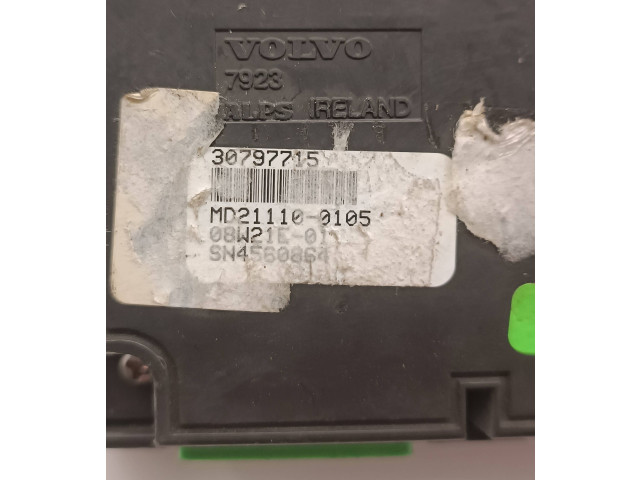 VOLVO
7923
ALPS IRELAND
30797715
MD21110-0105
08W21E-01
SN4560864